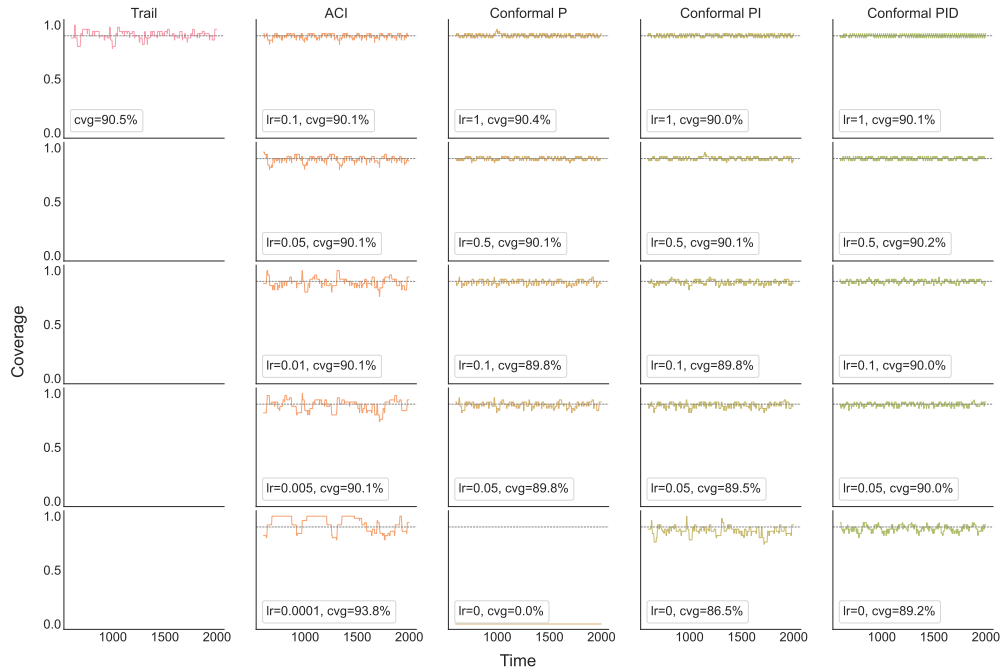 Trail
ACI
Conformal P
Conformal PI
Conformal PID
1.0
0.5
0.0
cvg=90.5%
lr=0.1, cvg=90.1%
lr=1, cvg=90.4%
lr=1, cvg=90.0%
lr=1, cvg=90.1%
1.0
0.5
0.0
lr=0.05, cvg=90.1%
lr=0.5, cvg=90.1%
lr=0.5, cvg=90.1%
lr=0.5, cvg=90.2%
Coverage
1.0
0.5
0.0
lr=0.01, cvg=90.1%
lr=0.1, cvg=89.8%
lr=0.1, cvg=89.8%
lr=0.1, cvg=90.0%
1.0
0.5
0.0
lr=0.005, cvg=90.1%
lr=0.05, cvg=89.8%
lr=0.05, cvg=89.5%
lr=0.05, cvg=90.0%
1.0
0.5
0.0
lr=0.0001, cvg=93.8%
lr=0, cvg=0.0%
lr=0, cvg=86.5%
lr=0, cvg=89.2%
1000 1500 2000
1000 1500 2000
1000 1500 2000
1000 1500 2000
1000 1500 2000
Time